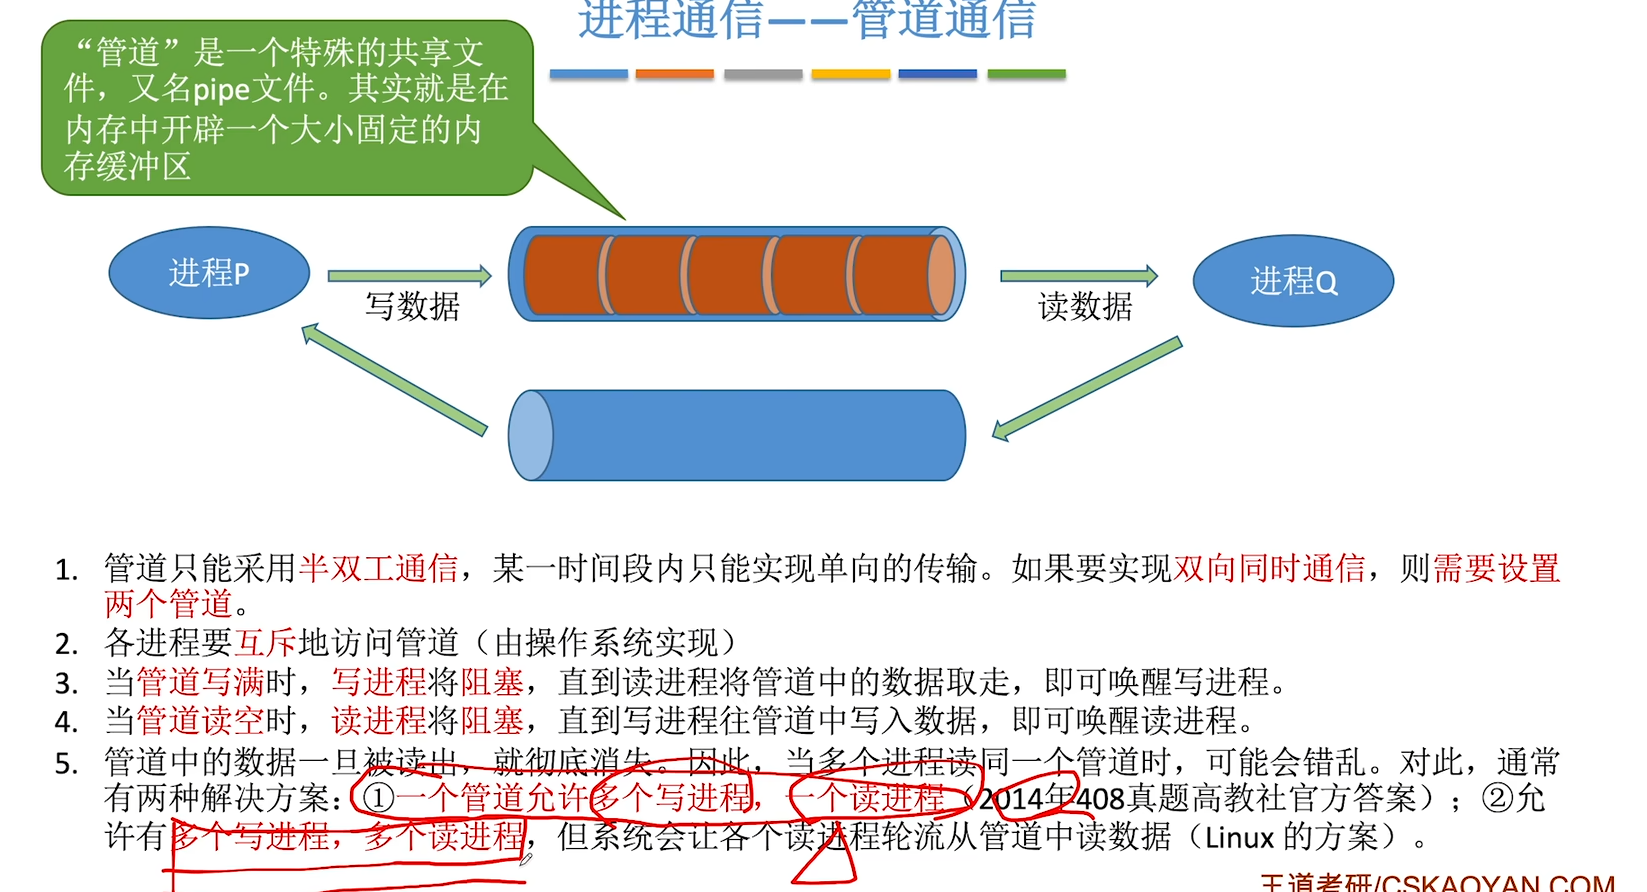 进程通信——管道通信
“管道”是一个特殊的共享文
件，又名pipe文件。其实就是在
内存中开辟一个大小固定的内
存缓冲区
进程P
写数据
读数据
进程Q
1. 管道只能采用半双工通信，某一时间段内只能实现单向的传输。如果要实现双向同时通信，则需要设置
两个管道。
2. 各进程要互斥地访问管道（由操作系统实现）
3. 当管道写满时，写进程将阻塞，直到读进程将管道中的数据取走，即可唤醒写进程。
4. 当管道读空时，读进程将阻塞，直到写进程往管道中写入数据，即可唤醒读进程。
5. 管道中的数据一旦被读出，就彻底消失。因此，当多个进程读同一个管道时，可能会错乱。对此，通常
有两种解决方案：①一个管道允许多个写进程，一个读进程（2014年408真题高教社官方答案）；②允
许有多个写进程，多个读进程，但系统会让各个读进程轮流从管道中读数据（Linux 的方案）。
王道考研/CSKAOYAN.COM